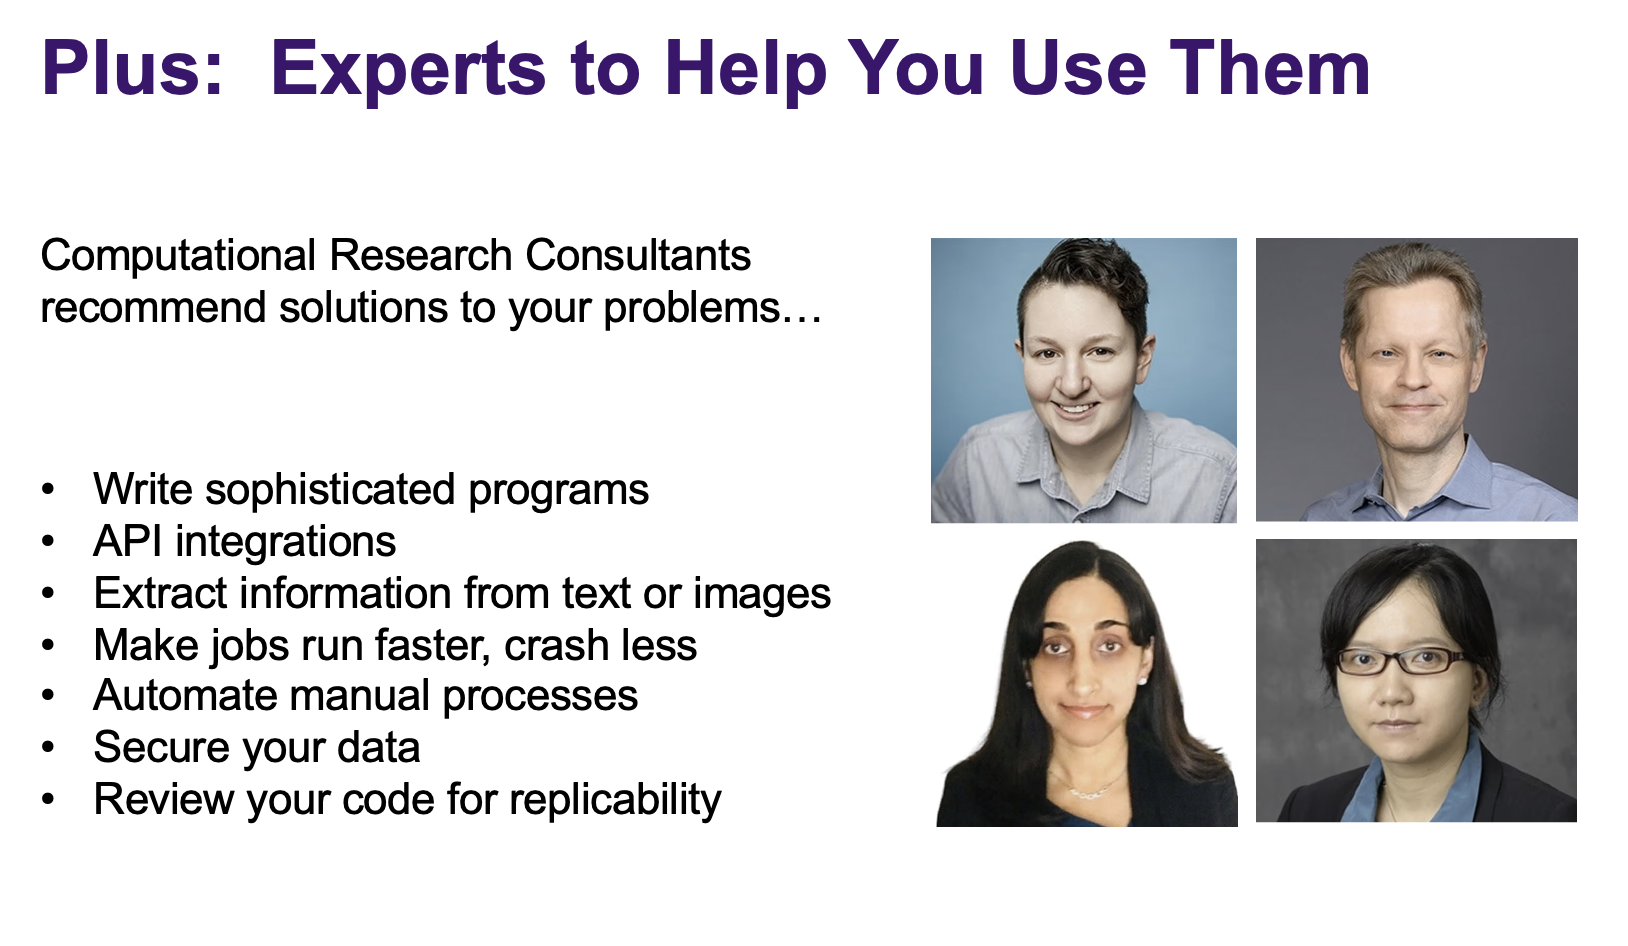 Plus:  Experts to Help You Use Them
Computational Research Consultants
recommend solutions to your problems…
• Write sophisticated programs
• API integrations
• Extract information from text or images
• Make jobs run faster, crash less
• Automate manual processes
• Secure your data
• Review your code for replicability